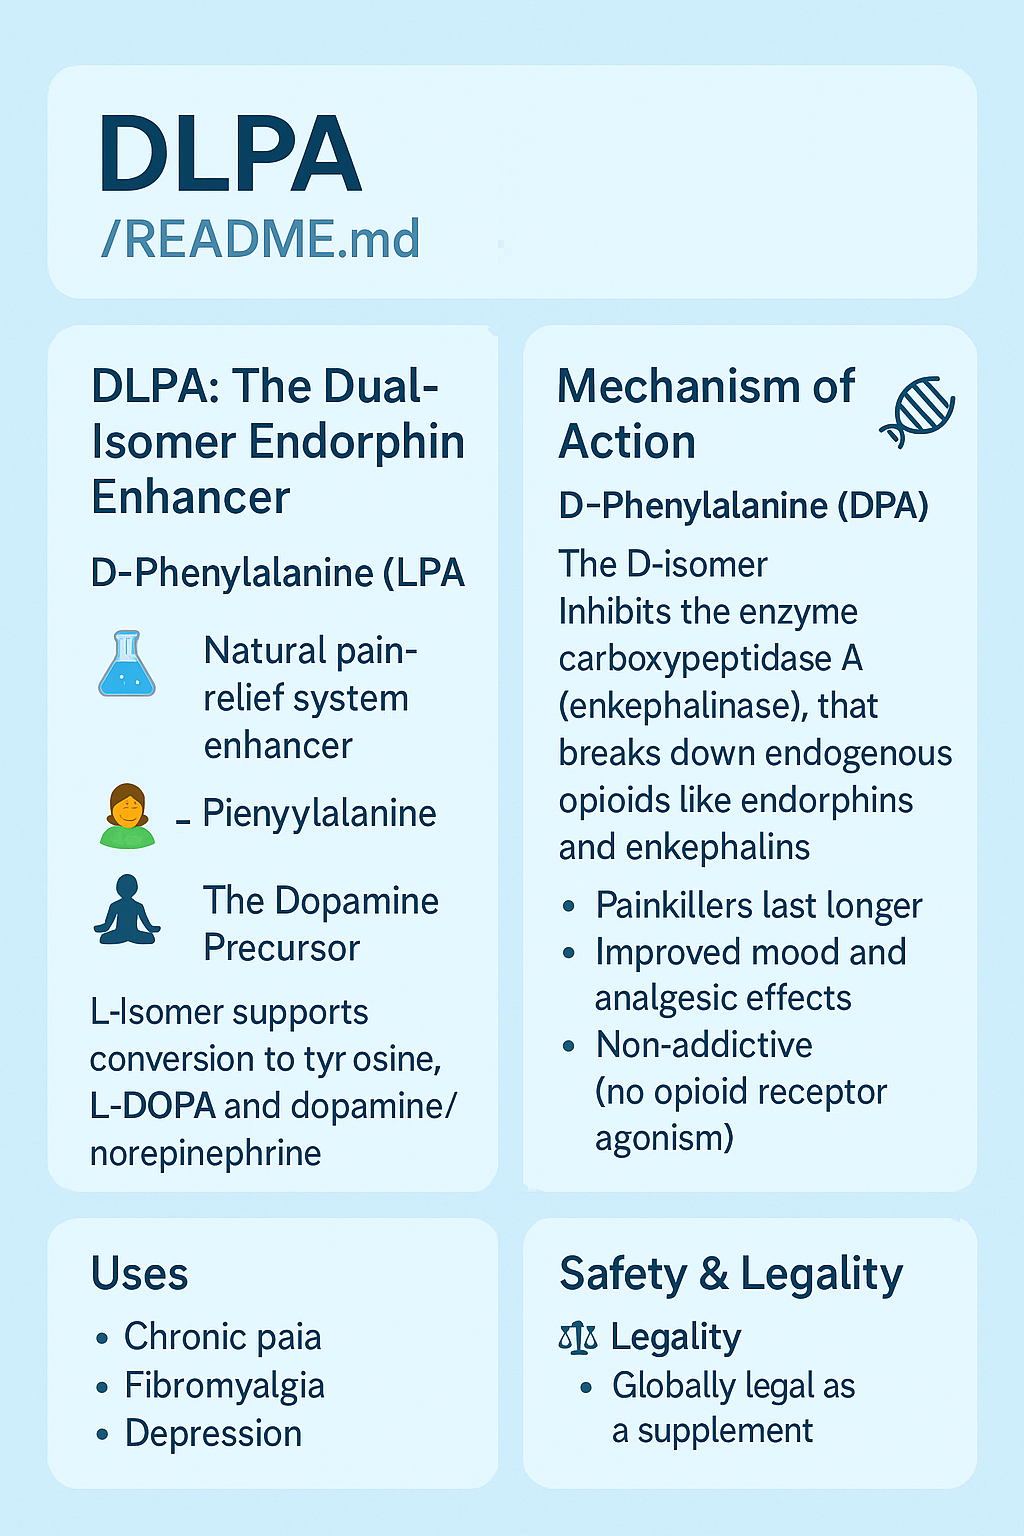 DLPA
/README.md
DLPA: The Dual-
Isomer Endorphin
Enhancer
D-Phenylalanine (LPA
Natural pain-
relief system
enhancer
- Pienyylalanine
The Dopamine
Precursor
L-Isomer supports
conversion to tyr osine,
L-DOPA and dopamine/
norepinephrine
Mechanism of
Action
D-Phenylalanine (DPA)
The D-isomer
Inhibits the enzyme
carboxypeptidase A
(enkephalinase), that
breaks down endogenous
opioids like endorphins
and enkephalins
• Painkillers last longer
• Improved mood and
analgesic effects
• Non-addictive
(no opioid receptor
agonism)
Uses
• Chronic paia
• Fibromyalgia
• Depression
Safety & Legality
Legality
• Globally legal as
a supplement